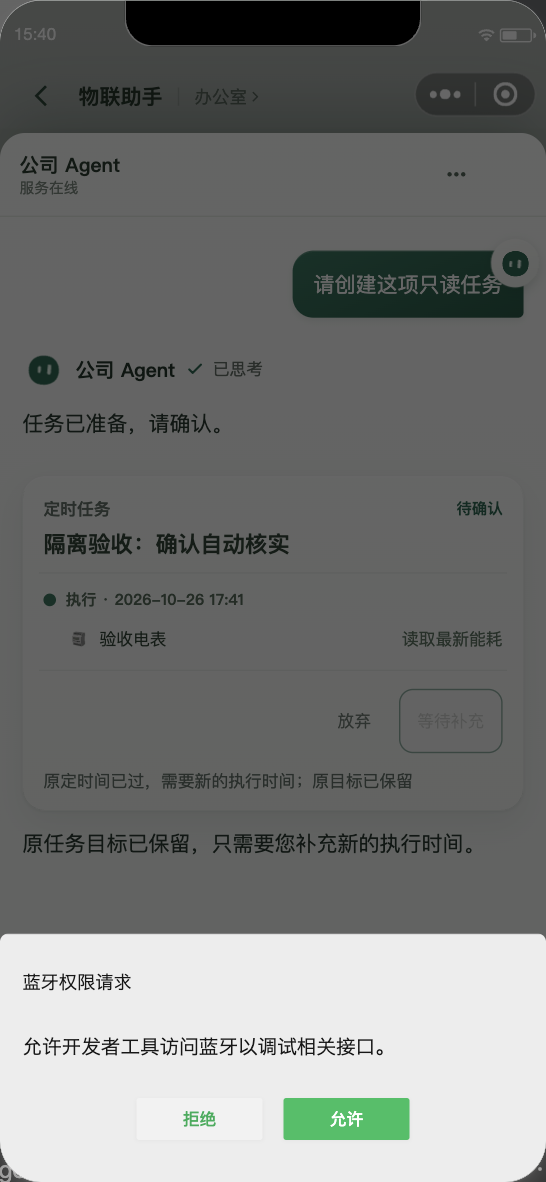 15:40
物联助手
办公室
公司 Agent
服务在线
请创建这项只读任务
公司 Agent 已思考
任务已准备，请确认。
定时任务 待确认
隔离验收：确认自动核实
执行 · 2026-10-26 17:41
验收电表 读取最新能耗
放弃 等待补充
原定时间已过，需要新的执行时间；原目标已保留
原任务目标已保留，只需要您补充新的执行时间。
蓝牙权限请求
允许开发者工具访问蓝牙以调试相关接口。
拒绝 允许